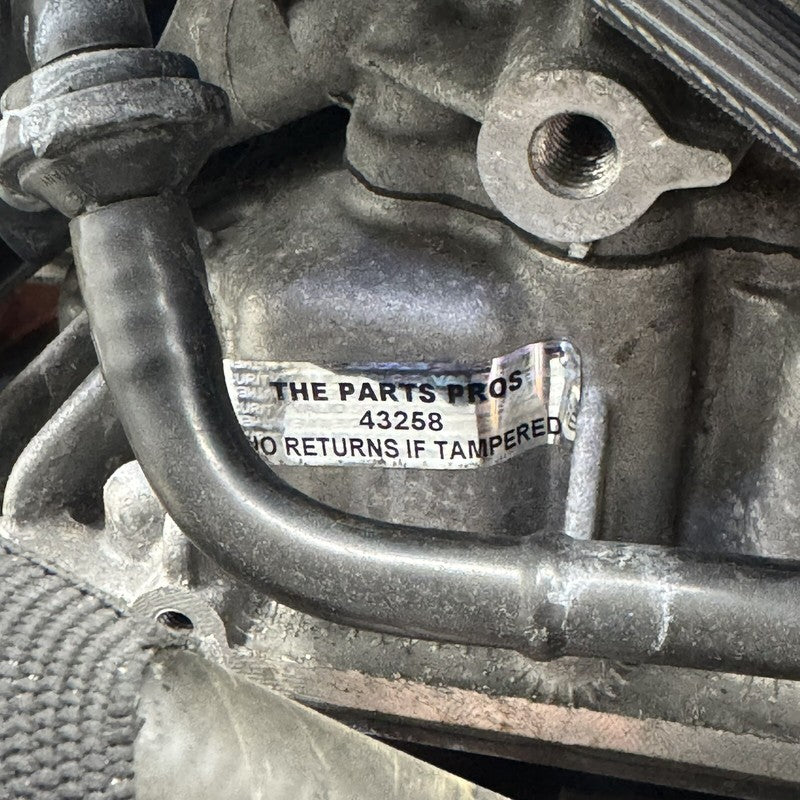 THE PARTS PROS
43258
NO RETURNS IF TAMPERED